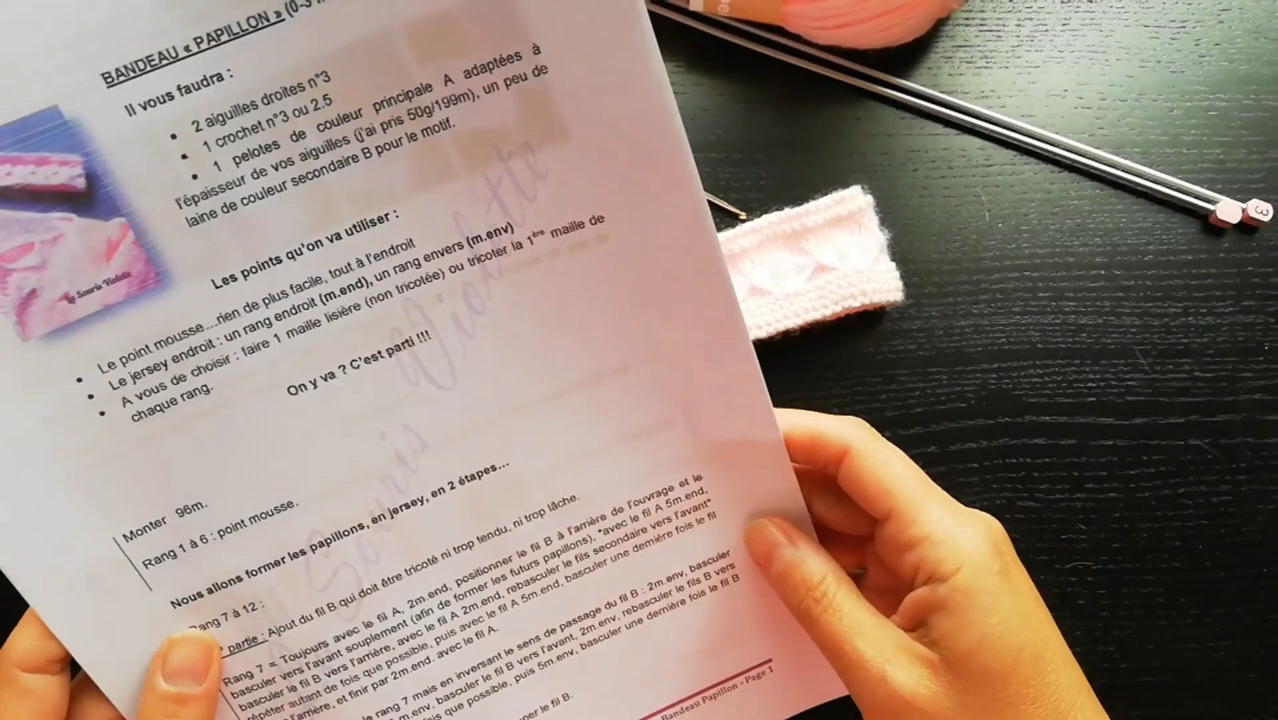 BANDEAU « PAPILLON » (0-3
Il vous faudra :
• 2 aiguilles droites n°3
• 1 crochet n°3 ou 2.5
• 1 pelotes de couleur principale A adaptées à
l'épaisseur de vos aiguilles (j'ai pris 50g/199m), un peu de
laine de couleur secondaire B pour le motif.
La Souris Violette
Les points qu'on va utiliser :
• Le point mousse...rien de plus facile, tout à l'endroit
• Le jersey endroit : un rang endroit (m.end), un rang envers (m.env)
• A vous de choisir : faire 1 maille lisière (non tricotée) ou tricoter la 1ère maille de
chaque rang.
On y va ? C'est parti !!!
Souris Violette
Monter 96m.
Rang 1 à 6 : point mousse.
Nous allons former les papillons, en jersey, en 2 étapes...
Rang 7 à 12 :
partie : Ajout du fil B qui doit être tricoté ni trop tendu, ni trop lâche.
Rang 7 = Toujours avec le fil A, 2m.end, positionner le fil B à l'arrière de l'ouvrage et le
basculer vers l'avant souplement (afin de former les futurs papillons), *avec le fil A 5m.end,
basculer le fil B vers l'arrière, avec le fil A 2m.end, rebasculer le fils secondaire vers l'avant*
répéter autant de fois que possible, puis avec le fil A 5m.end, basculer une dernière fois le fil
l'arrière, et finir par 2m.end, avec le fil A.
le rang 7 mais en inversant le sens de passage du fil B : 2m.env, basculer
m.env, basculer le fil B vers l'avant, 2m.env, rebasculer le fils B vers
fois que possible, puis 5m.env, basculer une dernière fois le fil B
per le fil B.
Bandeau Papillon - Page 1
3